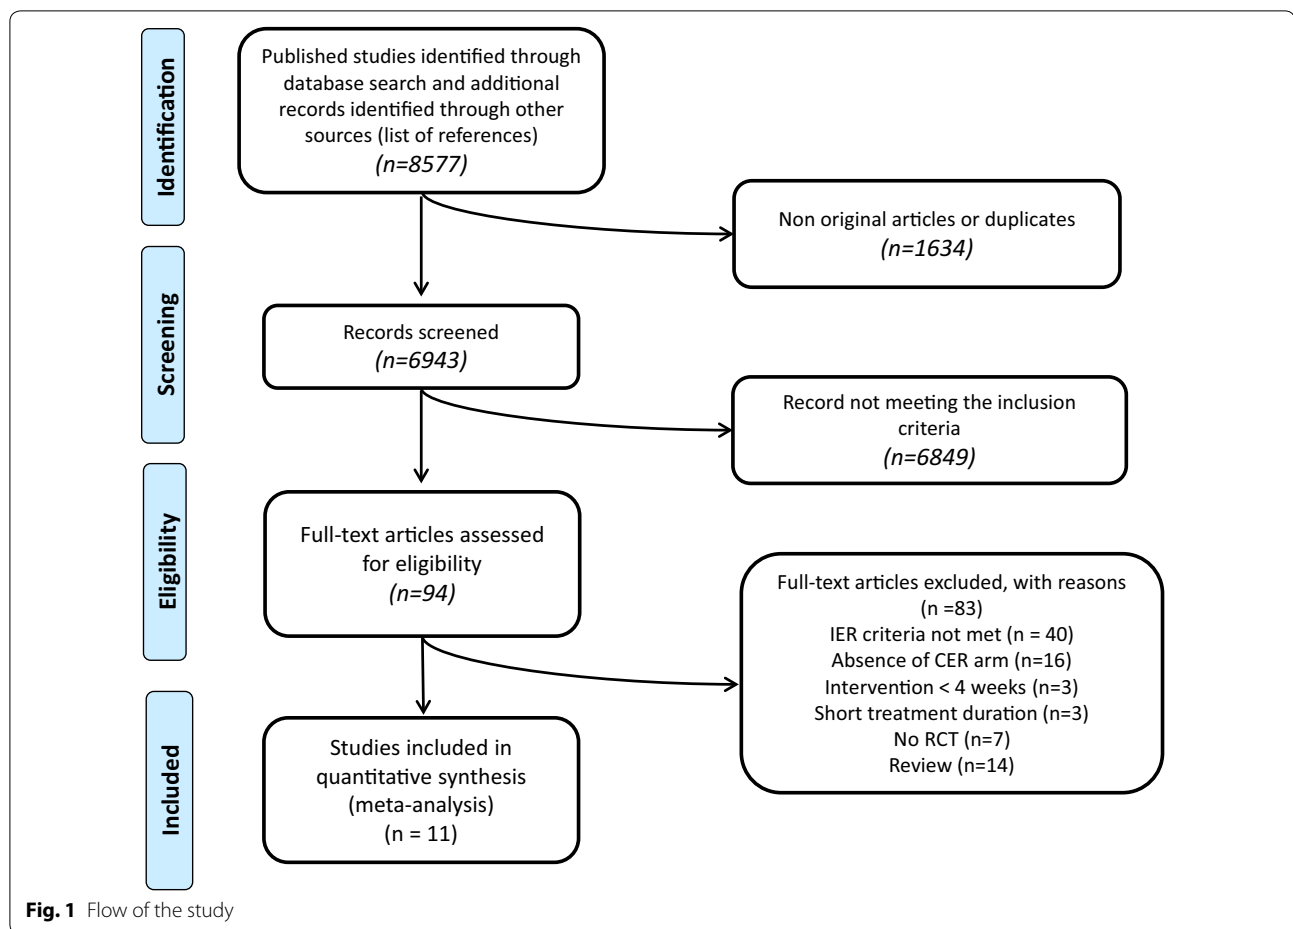 Identification
Published studies identified through
database search and additional
records identified through other
sources (list of references)
(n=8577)
Non original articles or duplicates
(n=1634)
Screening
Records screened
(n=6943)
Record not meeting the inclusion
criteria
(n=6849)
Eligibility
Full-text articles assessed
for eligibility
(n=94)
Full-text articles excluded, with reasons
(n =83)
IER criteria not met (n = 40)
Absence of CER arm (n=16)
Intervention < 4 weeks (n=3)
Short treatment duration (n=3)
No RCT (n=7)
Review (n=14)
Included
Studies included in
quantitative synthesis
(meta-analysis)
(n = 11)
Fig. 1 Flow of the study